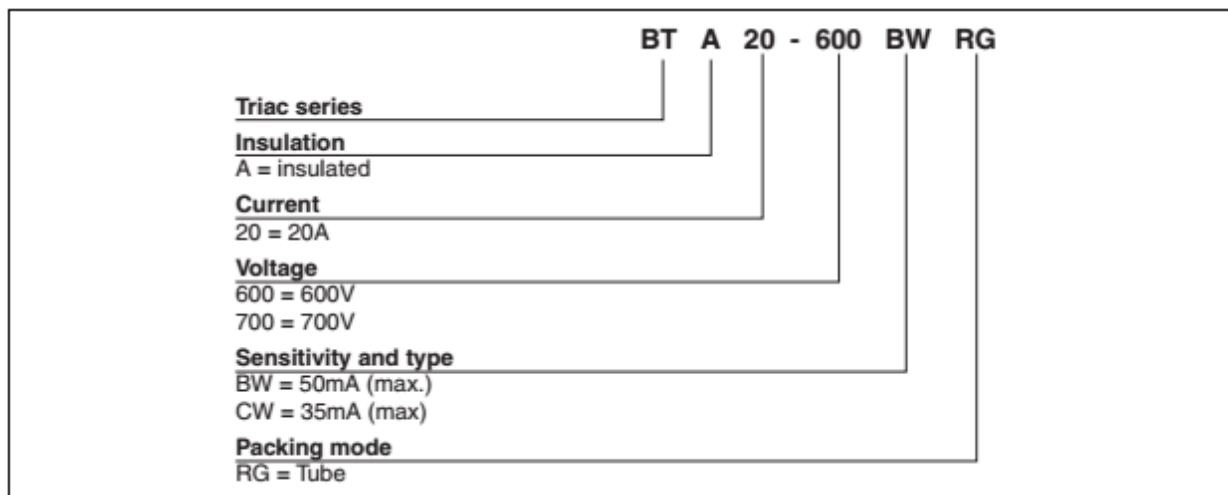 BT A 20 - 600 BW RG
Triac series
Insulation
A = insulated
Current
20 = 20A
Voltage
600 = 600V
700 = 700V
Sensitivity and type
BW = 50mA (max.)
CW = 35mA (max)
Packing mode
RG = Tube